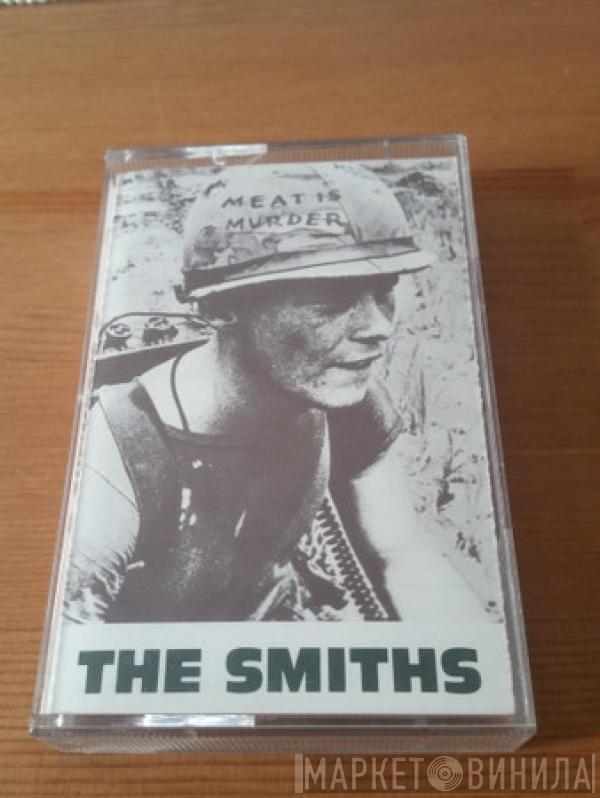 MEAT IS
MURDER
THE SMITHS
МАРКЕТ ВИНИЛА